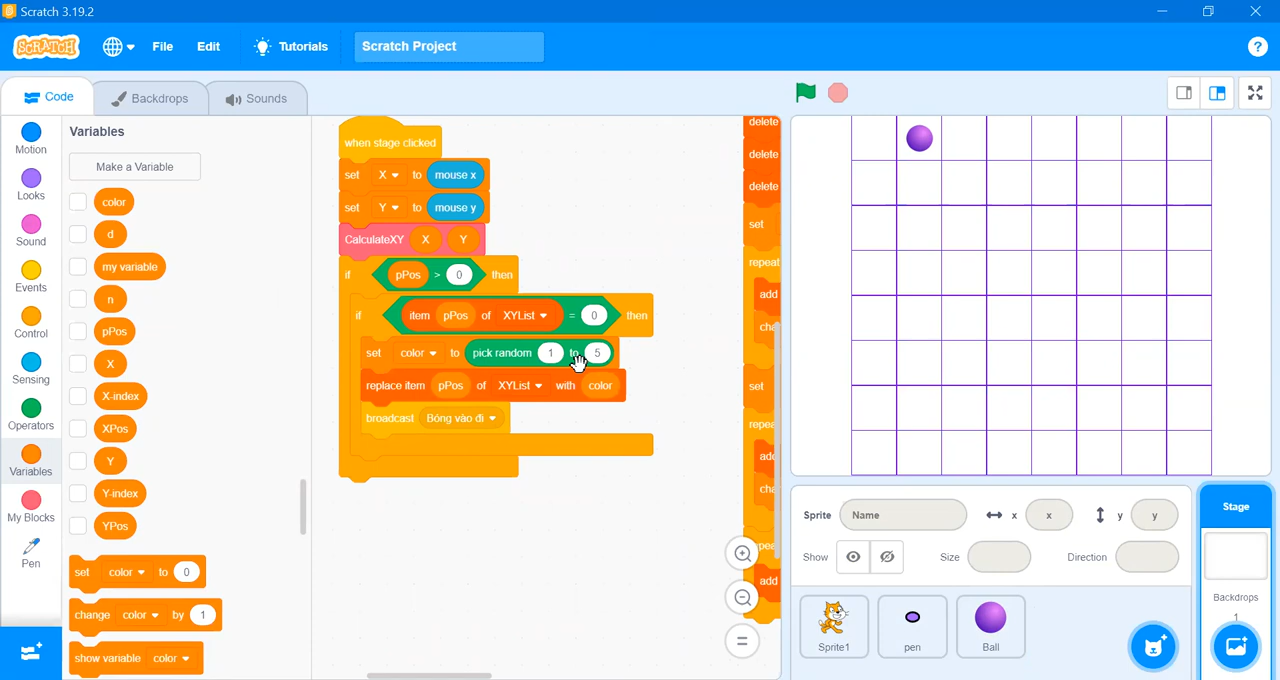 Scratch 3.19.2
SCRATCH File Edit Tutorials Scratch Project ?
Code Backdrops Sounds
Motion
Looks
Sound
Events
Control
Sensing
Operators
Variables
My Blocks
Pen
Variables
Make a Variable
color
d
my variable
n
pPos
X
X-index
XPos
Y
Y-index
YPos
set color to 0
change color by 1
show variable color
when stage clicked
set X to mouse x
set Y to mouse y
CalculateXY X Y
if pPos > 0 then
if item pPos of XYList = 0 then
set color to pick random 1 to 5
replace item pPos of XYList with color
broadcast Bóng vào đi
delete
delete
delete
set
repeat
add
set
add
add
Sprite Name x x y y
Show Size Direction
Sprite1 pen Ball
Stage
Backdrops
1